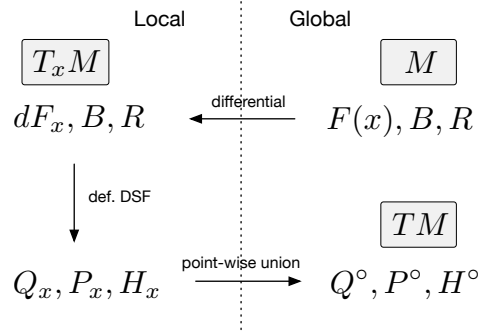 Local Global
T_xM M
differential
dF_x, B, R F(x), B, R
def. DSF
TM
point-wise union
Q_x, P_x, H_x Q°, P°, H°